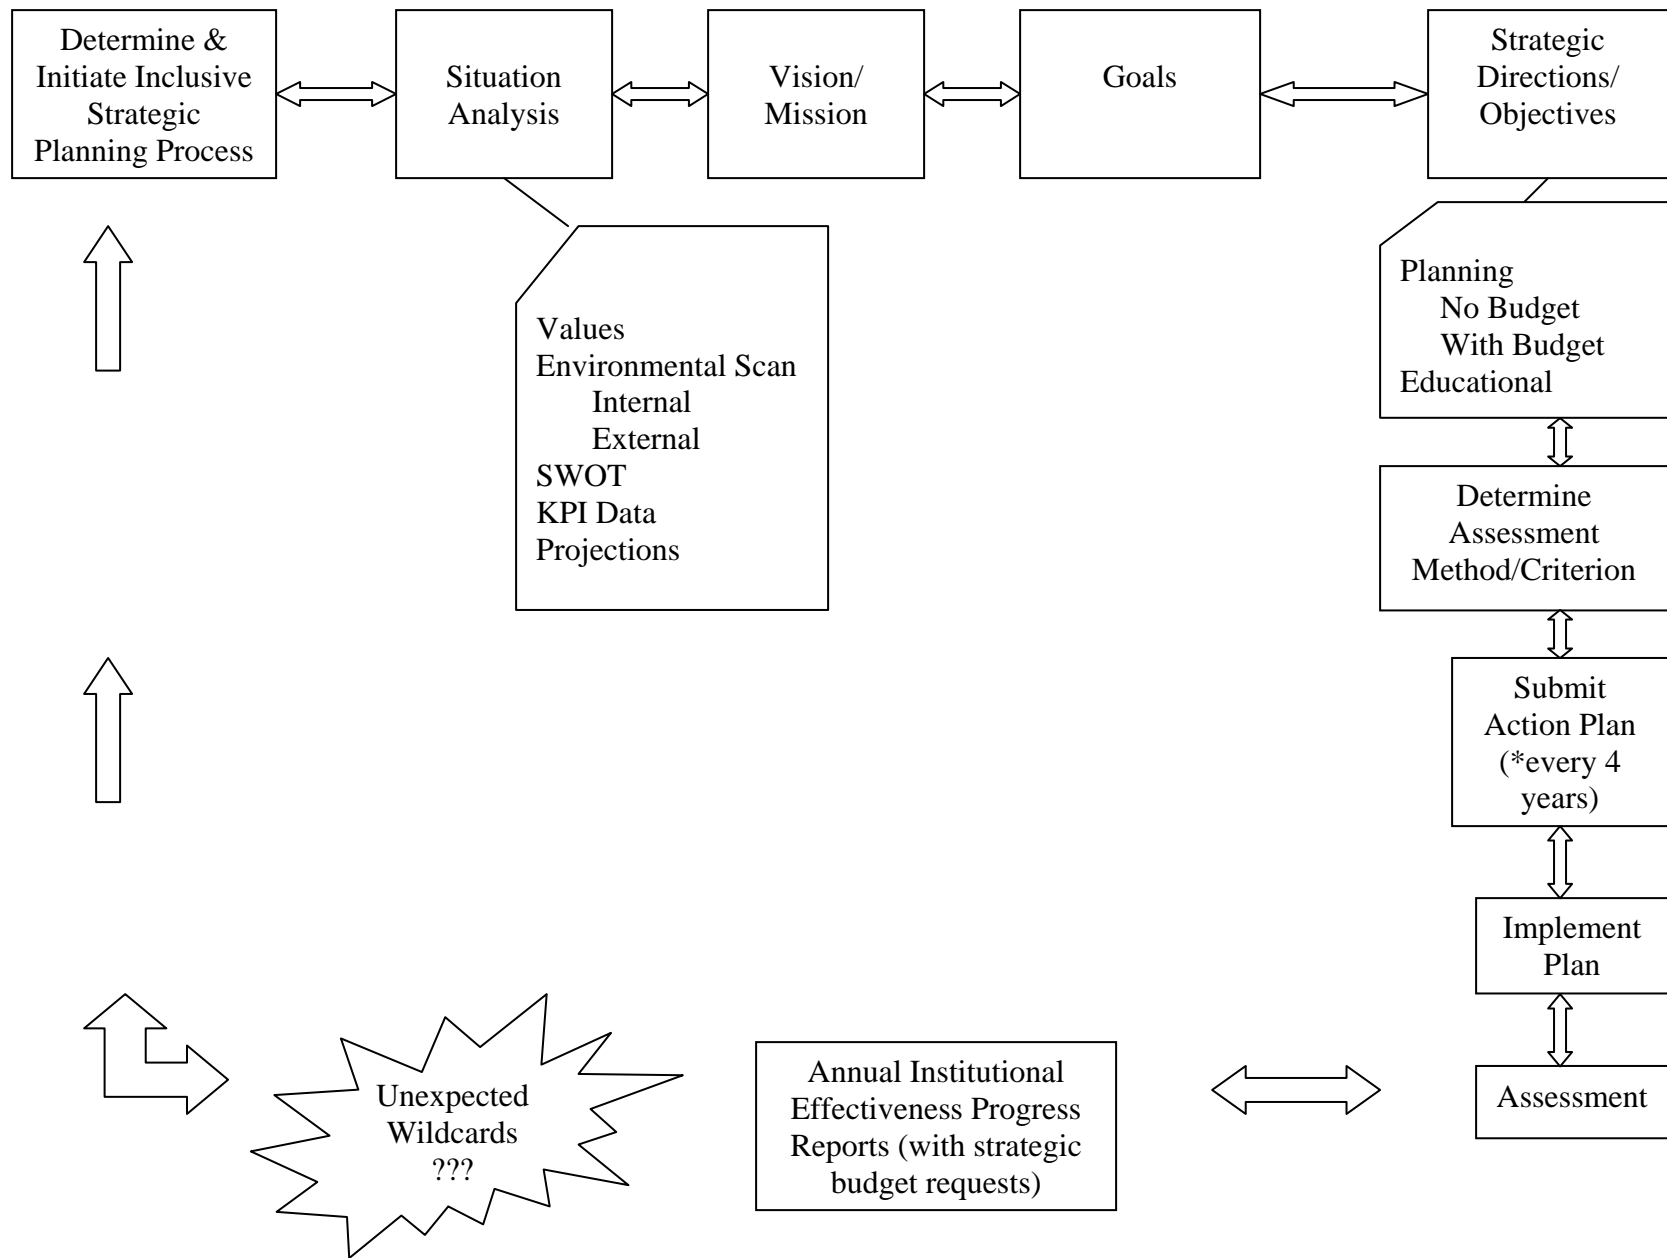 Determine &
Initiate Inclusive
Strategic
Planning Process
Situation
Analysis
Vision/
Mission
Goals
Strategic
Directions/
Objectives
Values
Environmental Scan
Internal
External
SWOT
KPI Data
Projections
Planning
No Budget
With Budget
Educational
Determine
Assessment
Method/Criterion
Submit
Action Plan
(*every 4
years)
Implement
Plan
Assessment
Annual Institutional
Effectiveness Progress
Reports (with strategic
budget requests)
Unexpected
Wildcards
???